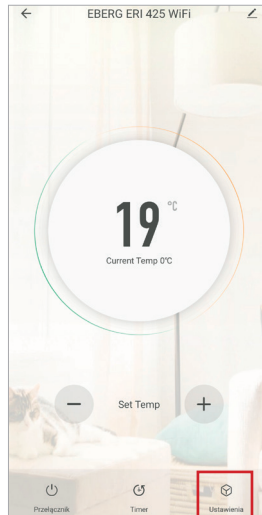 EBERG ERI 425 WiFi
19 °C
Current Temp 0°C
Set Temp
Przełącznik
Timer
Ustawienia